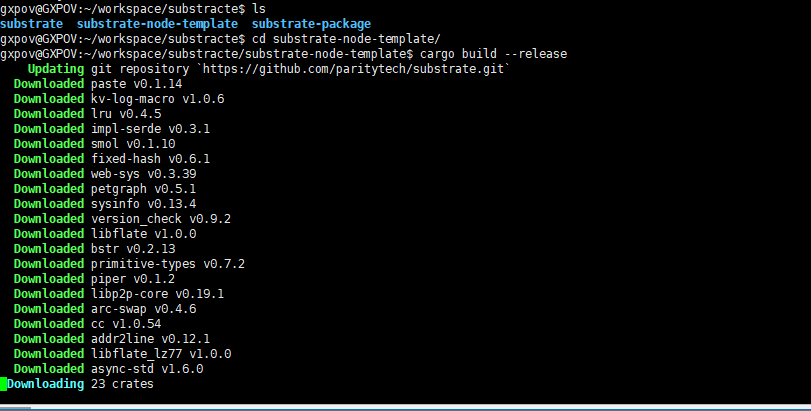 gxpov@GXPOV:~/workspace/substracte$ ls
substrate  substrate-node-template  substrate-package
gxpov@GXPOV:~/workspace/substracte$ cd substrate-node-template/
gxpov@GXPOV:~/workspace/substracte/substrate-node-template$ cargo build --release
Updating git repository `https://github.com/paritytech/substrate.git`
Downloaded paste v0.1.14
Downloaded kv-log-macro v1.0.6
Downloaded lru v0.4.5
Downloaded impl-serde v0.3.1
Downloaded smol v0.1.10
Downloaded fixed-hash v0.6.1
Downloaded web-sys v0.3.39
Downloaded petgraph v0.5.1
Downloaded sysinfo v0.13.4
Downloaded version_check v0.9.2
Downloaded libflate v1.0.0
Downloaded bstr v0.2.13
Downloaded primitive-types v0.7.2
Downloaded piper v0.1.2
Downloaded libp2p-core v0.19.1
Downloaded arc-swap v0.4.6
Downloaded cc v1.0.54
Downloaded addr2line v0.12.1
Downloaded libflate_lz77 v1.0.0
Downloaded async-std v1.6.0
Downloading 23 crates